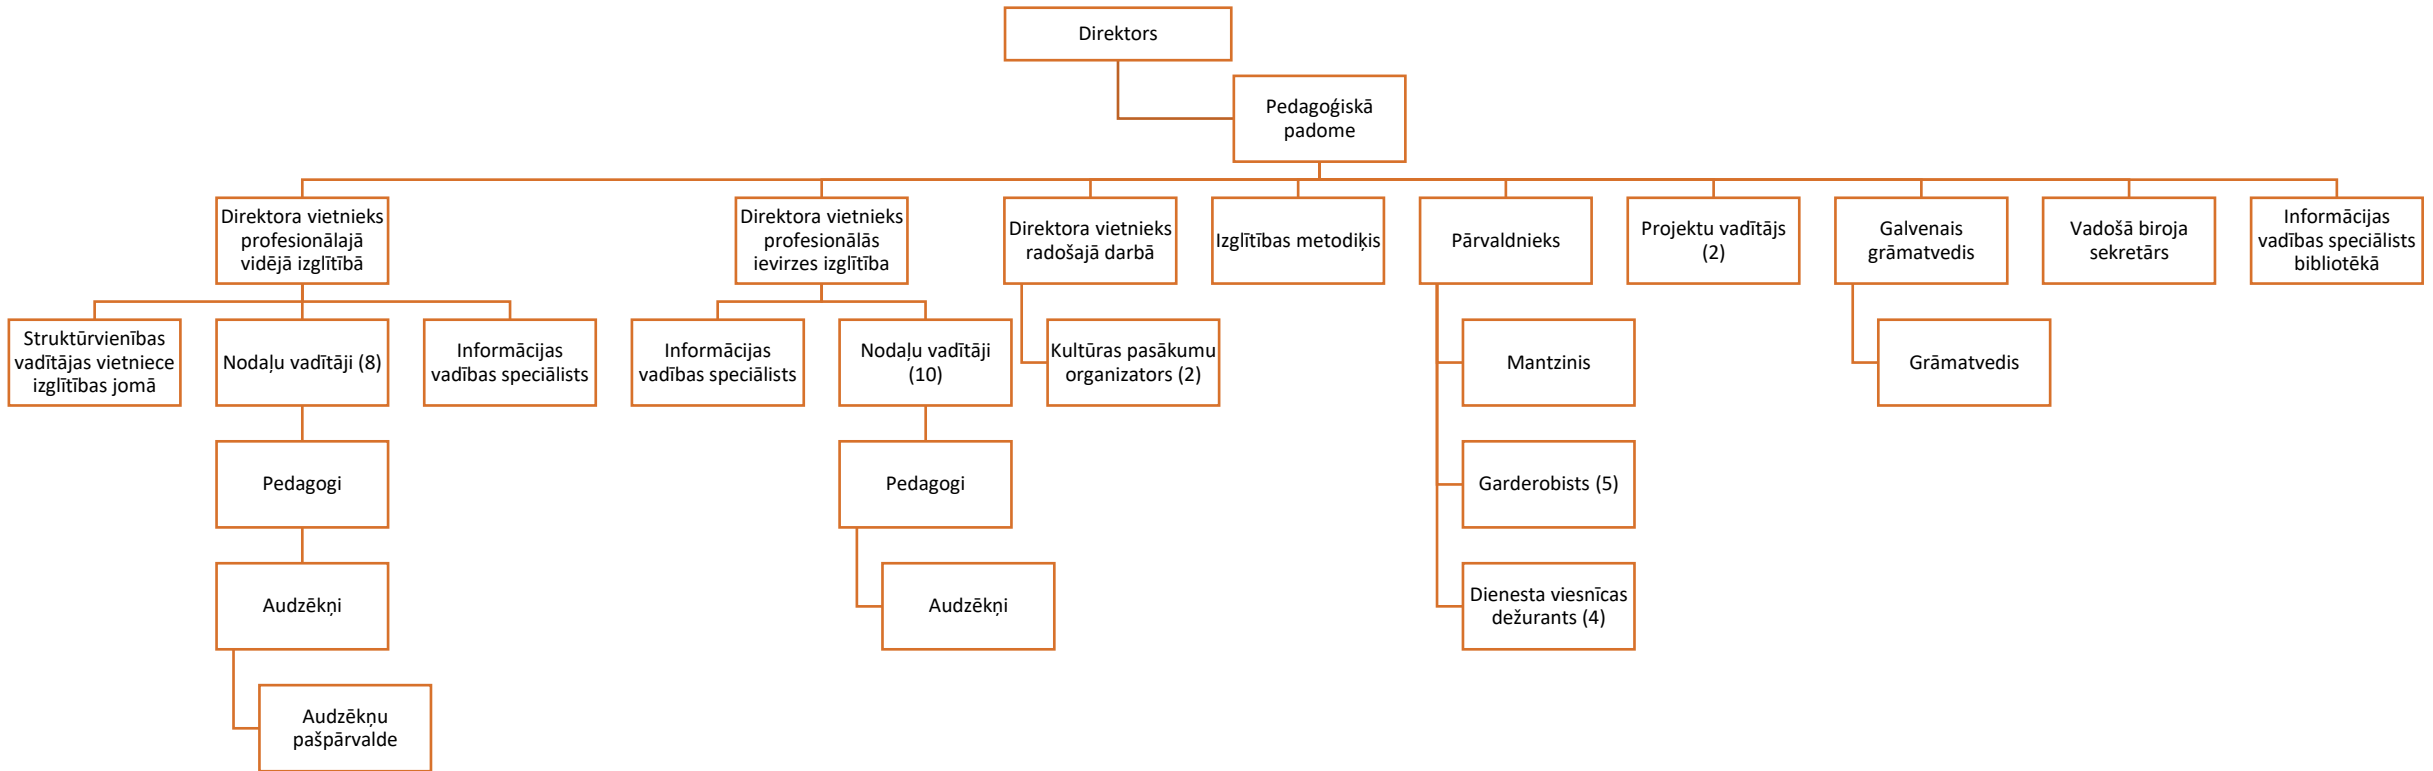 Direktors
Pedagoģiskā
padome
Direktora vietnieks
profesionālajā
vidējā izglītībā
Direktora vietnieks
profesionālās
ievirzes izglītība
Direktora vietnieks
radošajā darbā
Izglītības metodiķis
Pārvaldnieks
Projektu vadītājs
(2)
Galvenais
grāmatvedis
Vadošā biroja
sekretārs
Informācijas
vadības speciālists
bibliotēkā
Struktūrvienības
vadītājas vietniece
izglītības jomā
Nodaļu vadītāji (8)
Informācijas
vadības speciālists
Informācijas
vadības speciālists
Nodaļu vadītāji
(10)
Kultūras pasākumu
organizators (2)
Mantzinis
Grāmatvedis
Pedagogi
Pedagogi
Garderobists (5)
Audzēkņi
Audzēkņi
Dienesta viesnīcas
dežurants (4)
Audzēkņu
pašpārvalde